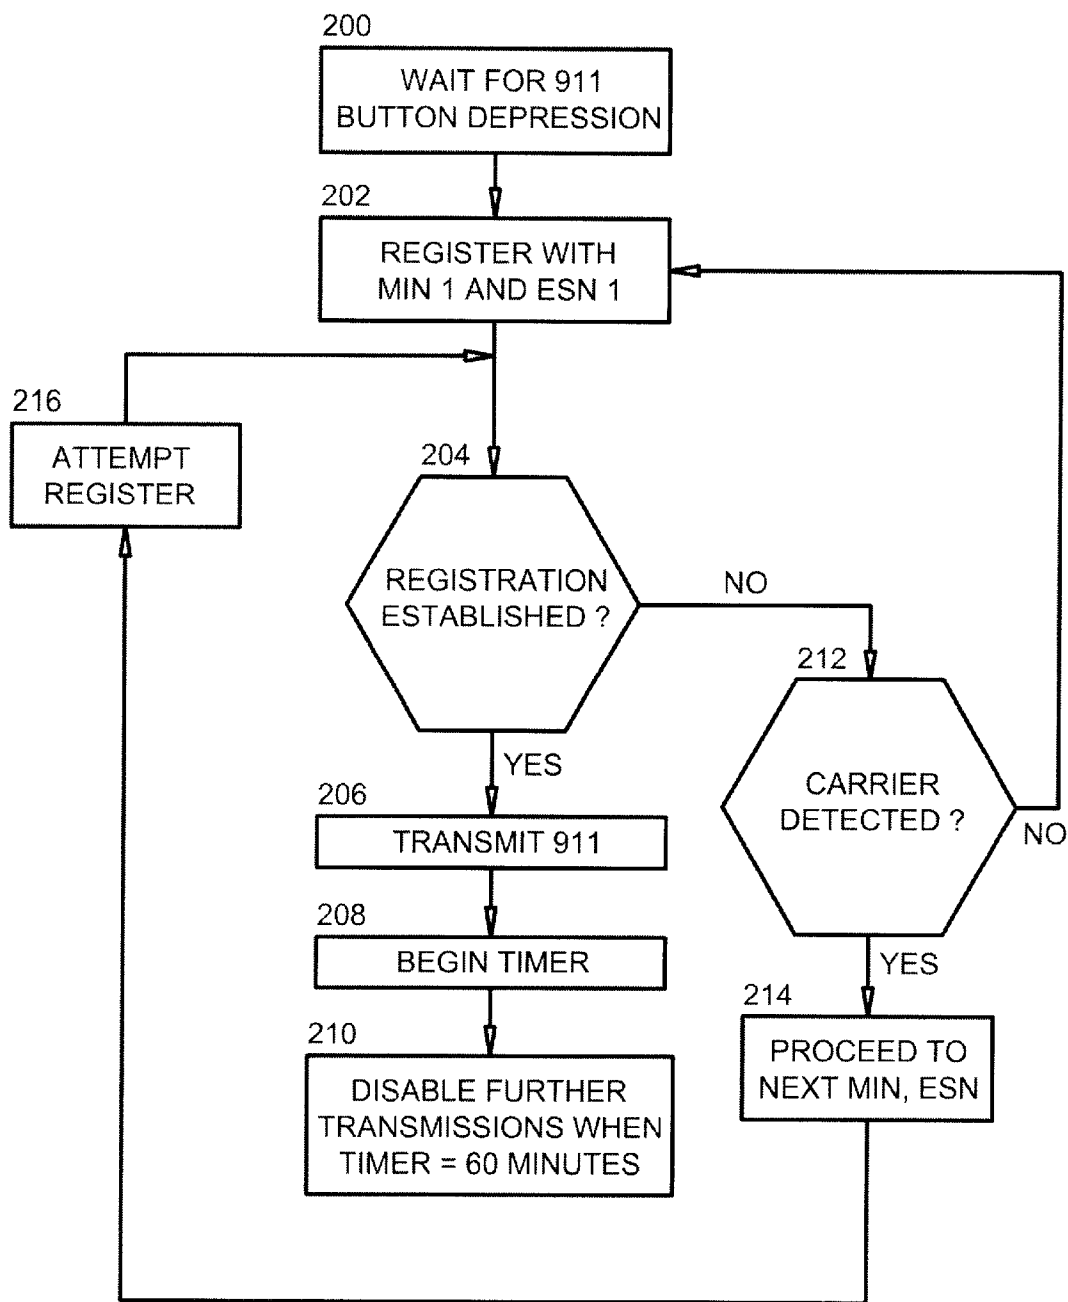 200
WAIT FOR 911
BUTTON DEPRESSION
202
REGISTER WITH
MIN 1 AND ESN 1
216
ATTEMPT
REGISTER
204
REGISTRATION
ESTABLISHED ?
NO
212
CARRIER
DETECTED ?
NO
YES
206
TRANSMIT 911
208
BEGIN TIMER
YES
214
PROCEED TO
NEXT MIN, ESN
210
DISABLE FURTHER
TRANSMISSIONS WHEN
TIMER = 60 MINUTES